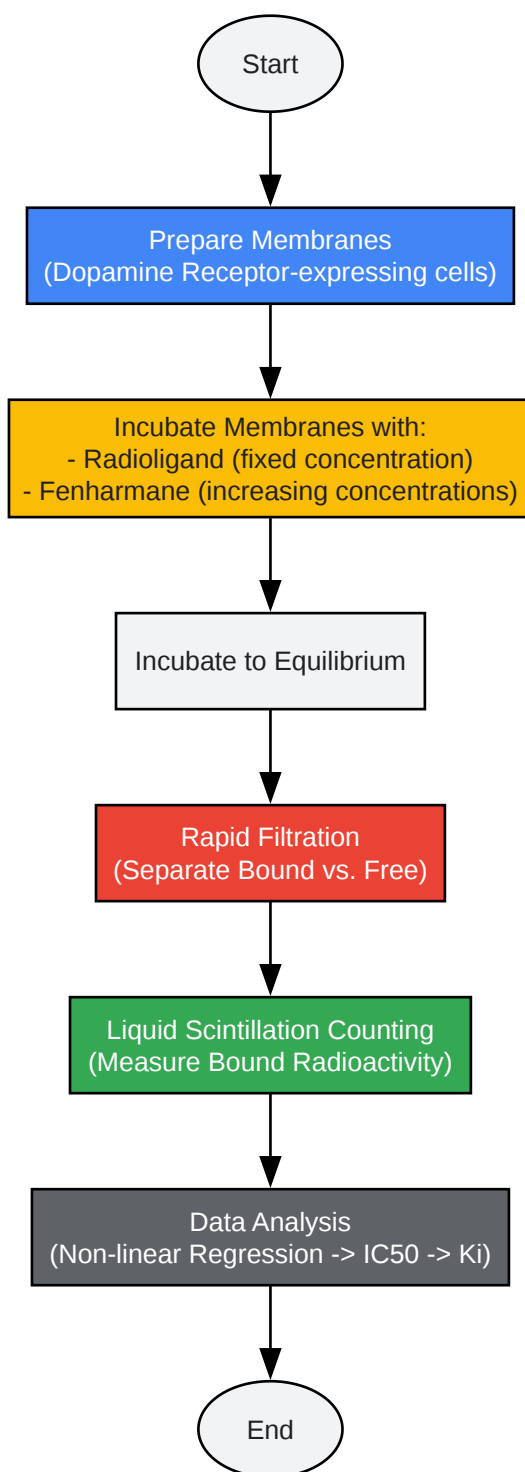 Start
Prepare Membranes
(Dopamine Receptor-expressing cells)
Incubate Membranes with:
- Radioligand (fixed concentration)
- Fenharmane (increasing concentrations)
Incubate to Equilibrium
Rapid Filtration
(Separate Bound vs. Free)
Liquid Scintillation Counting
(Measure Bound Radioactivity)
Data Analysis
(Non-linear Regression -> IC50 -> Ki)
End